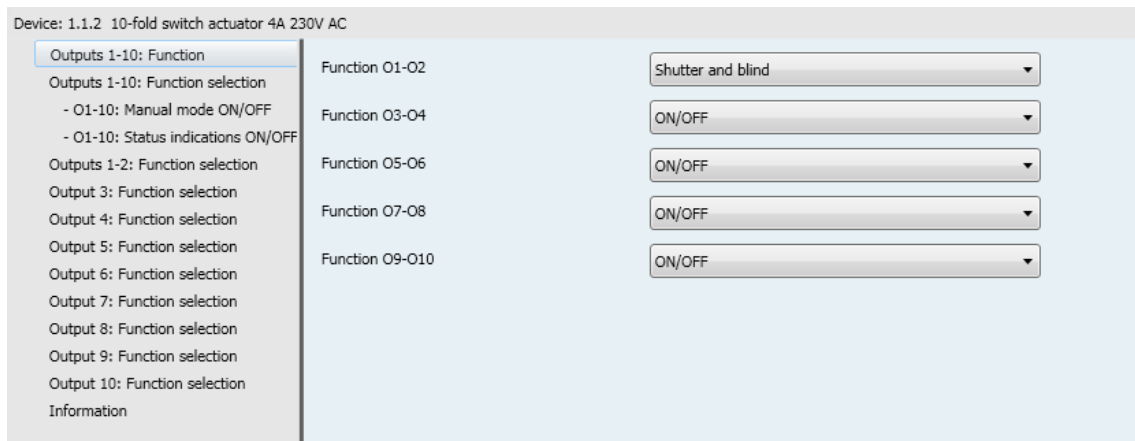 Device: 1.1.2 10-fold switch actuator 4A 230V AC
Outputs 1-10: Function
Outputs 1-10: Function selection
- O1-10: Manual mode ON/OFF
- O1-10: Status indications ON/OFF
Outputs 1-2: Function selection
Output 3: Function selection
Output 4: Function selection
Output 5: Function selection
Output 6: Function selection
Output 7: Function selection
Output 8: Function selection
Output 9: Function selection
Output 10: Function selection
Information
Function O1-O2
Shutter and blind
Function O3-O4
ON/OFF
Function O5-O6
ON/OFF
Function O7-O8
ON/OFF
Function O9-O10
ON/OFF